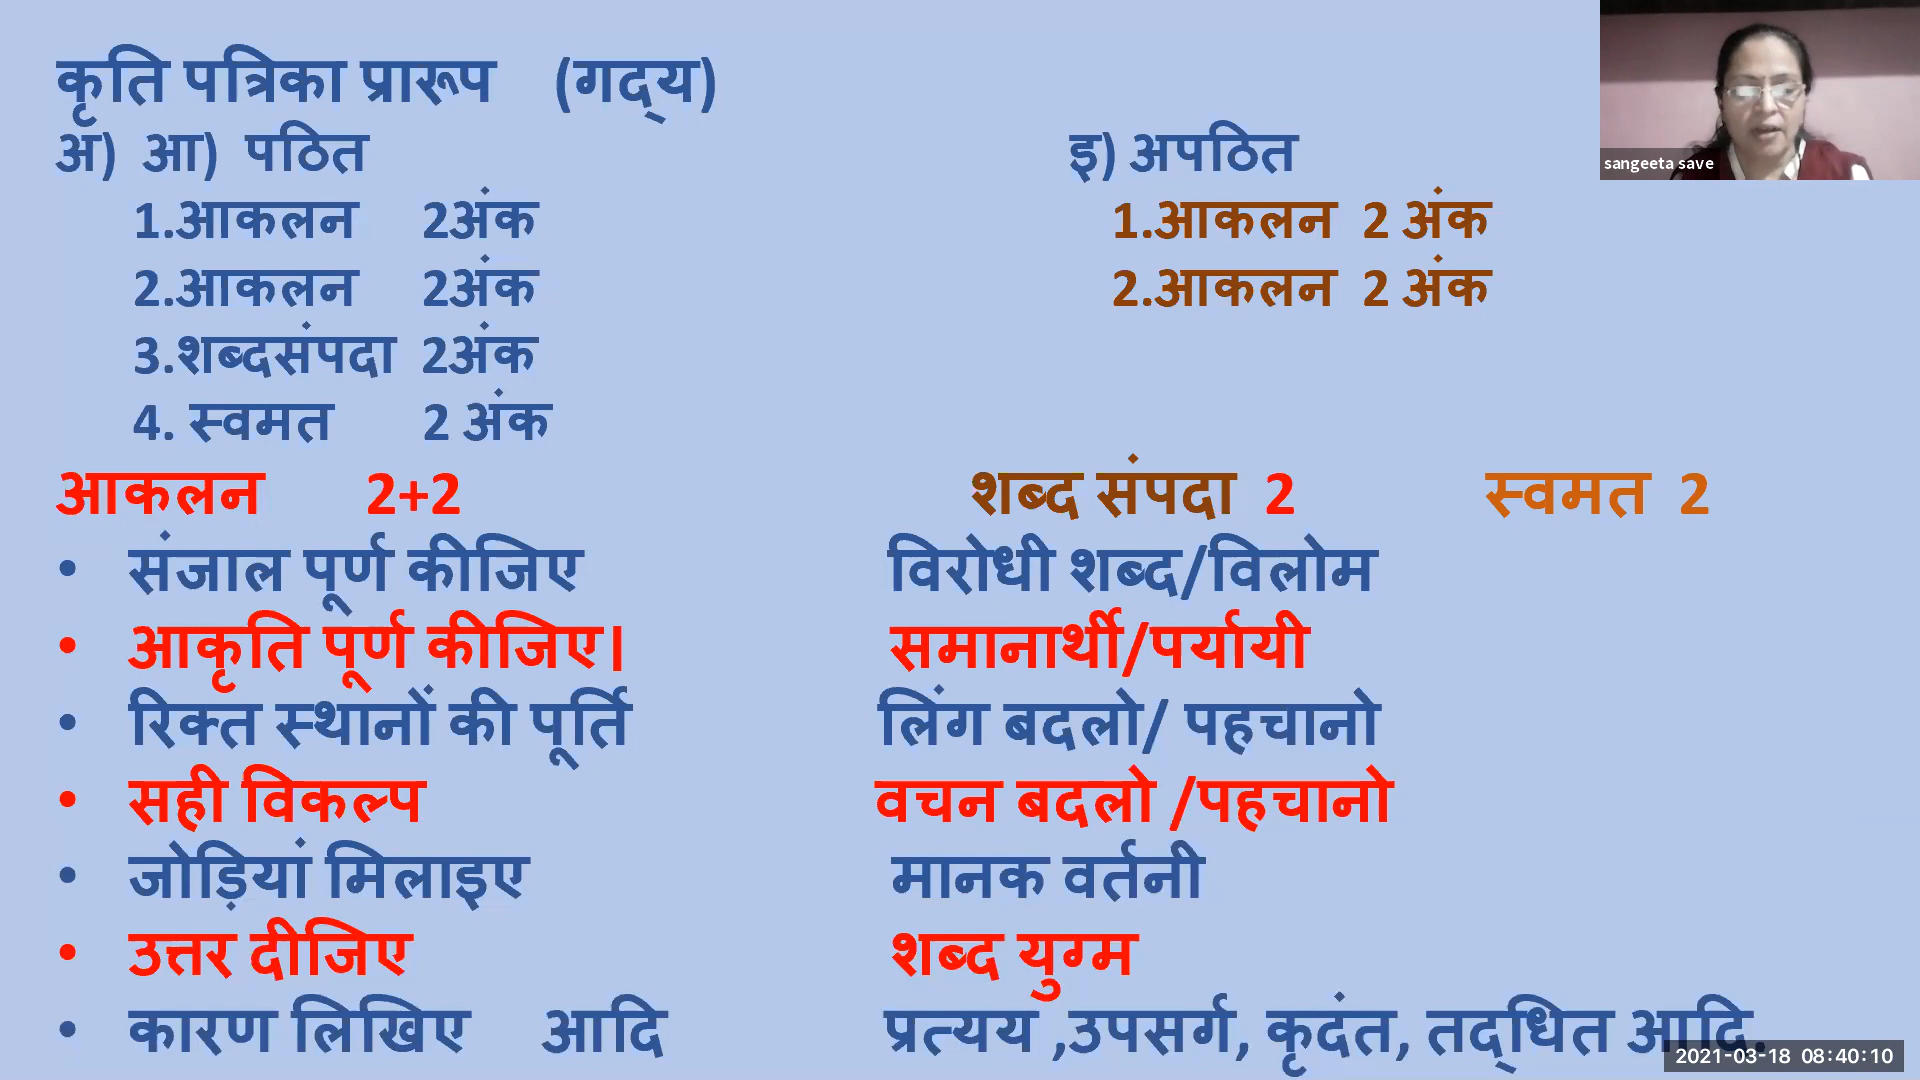 कृति पत्रिका प्रारूप (गद्य)
अ) आ) पठित इ) अपठित
sangeeta save
1.आकलन 2अंक 1.आकलन 2 अंक
2.आकलन 2अंक 2.आकलन 2 अंक
3.शब्दसंपदा 2अंक
4. स्वमत 2 अंक
आकलन 2+2 शब्द संपदा 2 स्वमत 2
• संजाल पूर्ण कीजिए विरोधी शब्द/विलोम
• आकृति पूर्ण कीजिए। समानार्थी/पर्यायी
• रिक्त स्थानों की पूर्ति लिंग बदलो/ पहचानो
• सही विकल्प वचन बदलो /पहचानो
• जोड़ियां मिलाइए मानक वर्तनी
• उत्तर दीजिए शब्द युग्म
• कारण लिखिए आदि प्रत्यय ,उपसर्ग, कृदंत, तद्धित आदि.
2021-03-18 08:40:10